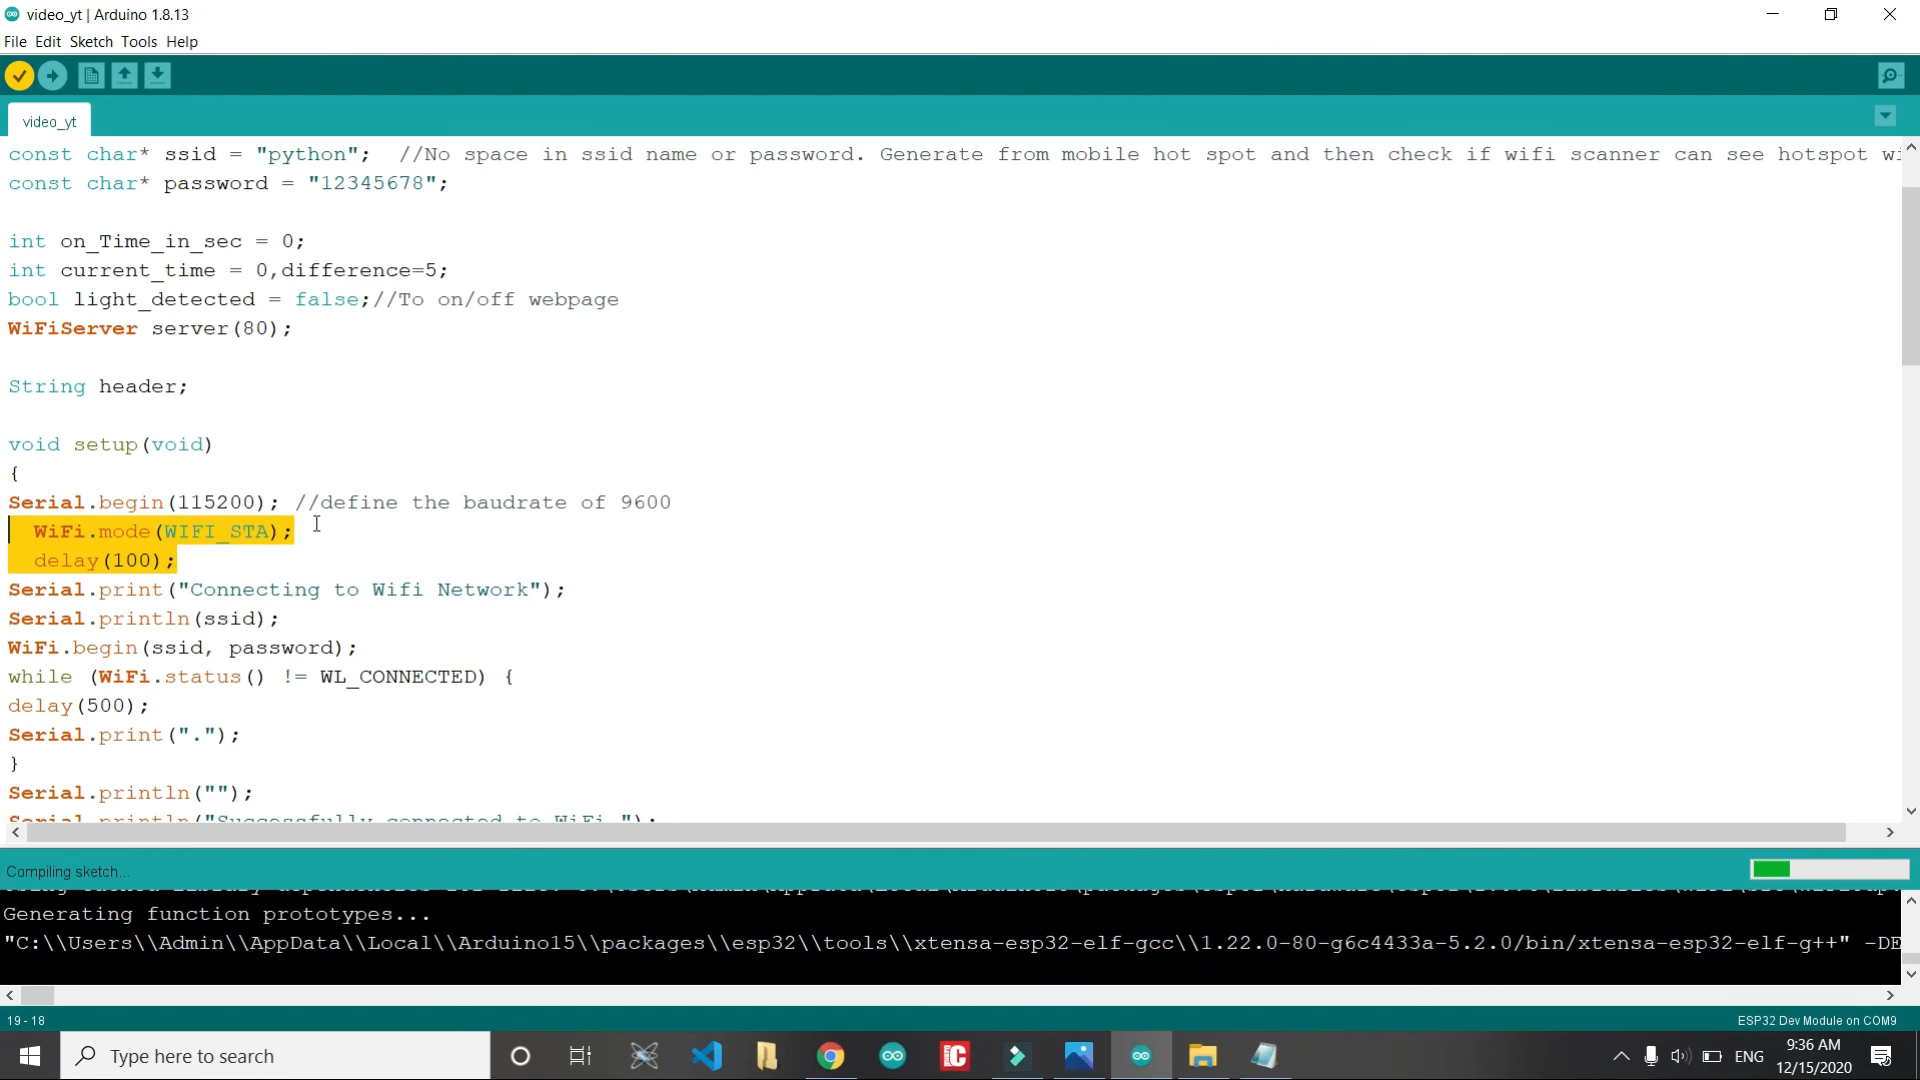 video_yt | Arduino 1.8.13
File Edit Sketch Tools Help
video_yt
const char* ssid = "python";  //No space in ssid name or password. Generate from mobile hot spot and then check if wifi scanner can see hotspot wi
const char* password = "12345678";
int on_Time_in_sec = 0;
int current_time = 0,difference=5;
bool light_detected = false;//To on/off webpage
WiFiServer server(80);
String header;
void setup(void)
{
Serial.begin(115200); //define the baudrate of 9600
WiFi.mode(WIFI_STA);
delay(100);
Serial.print("Connecting to Wifi Network");
Serial.println(ssid);
WiFi.begin(ssid, password);
while (WiFi.status() != WL_CONNECTED) {
delay(500);
Serial.print(".");
}
Serial.println("");
Serial.println("Successfully connected to WiFi.");
Compiling sketch...
Generating function prototypes...
"C:\\Users\\Admin\\AppData\\Local\\Arduino15\\packages\\esp32\\tools\\xtensa-esp32-elf-gcc\\1.22.0-80-g6c4433a-5.2.0/bin/xtensa-esp32-elf-g++" -DE
19 - 18
ESP32 Dev Module on COM9
Type here to search
ENG
9:36 AM
12/15/2020